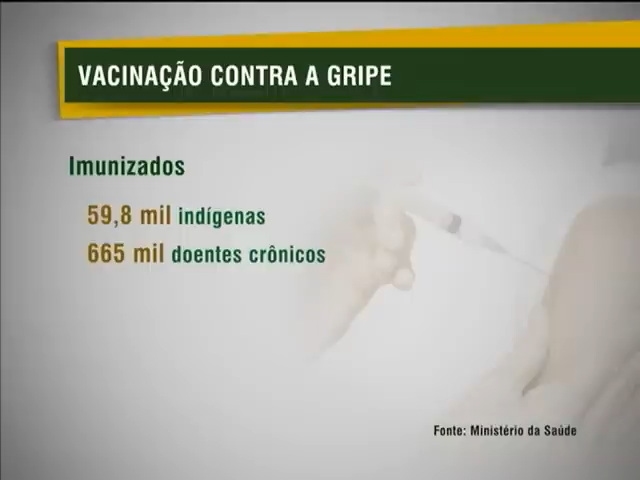 VACINAÇÃO CONTRA A GRIPE
Imunizados
59,8 mil indígenas
665 mil doentes crônicos
Fonte: Ministério da Saúde